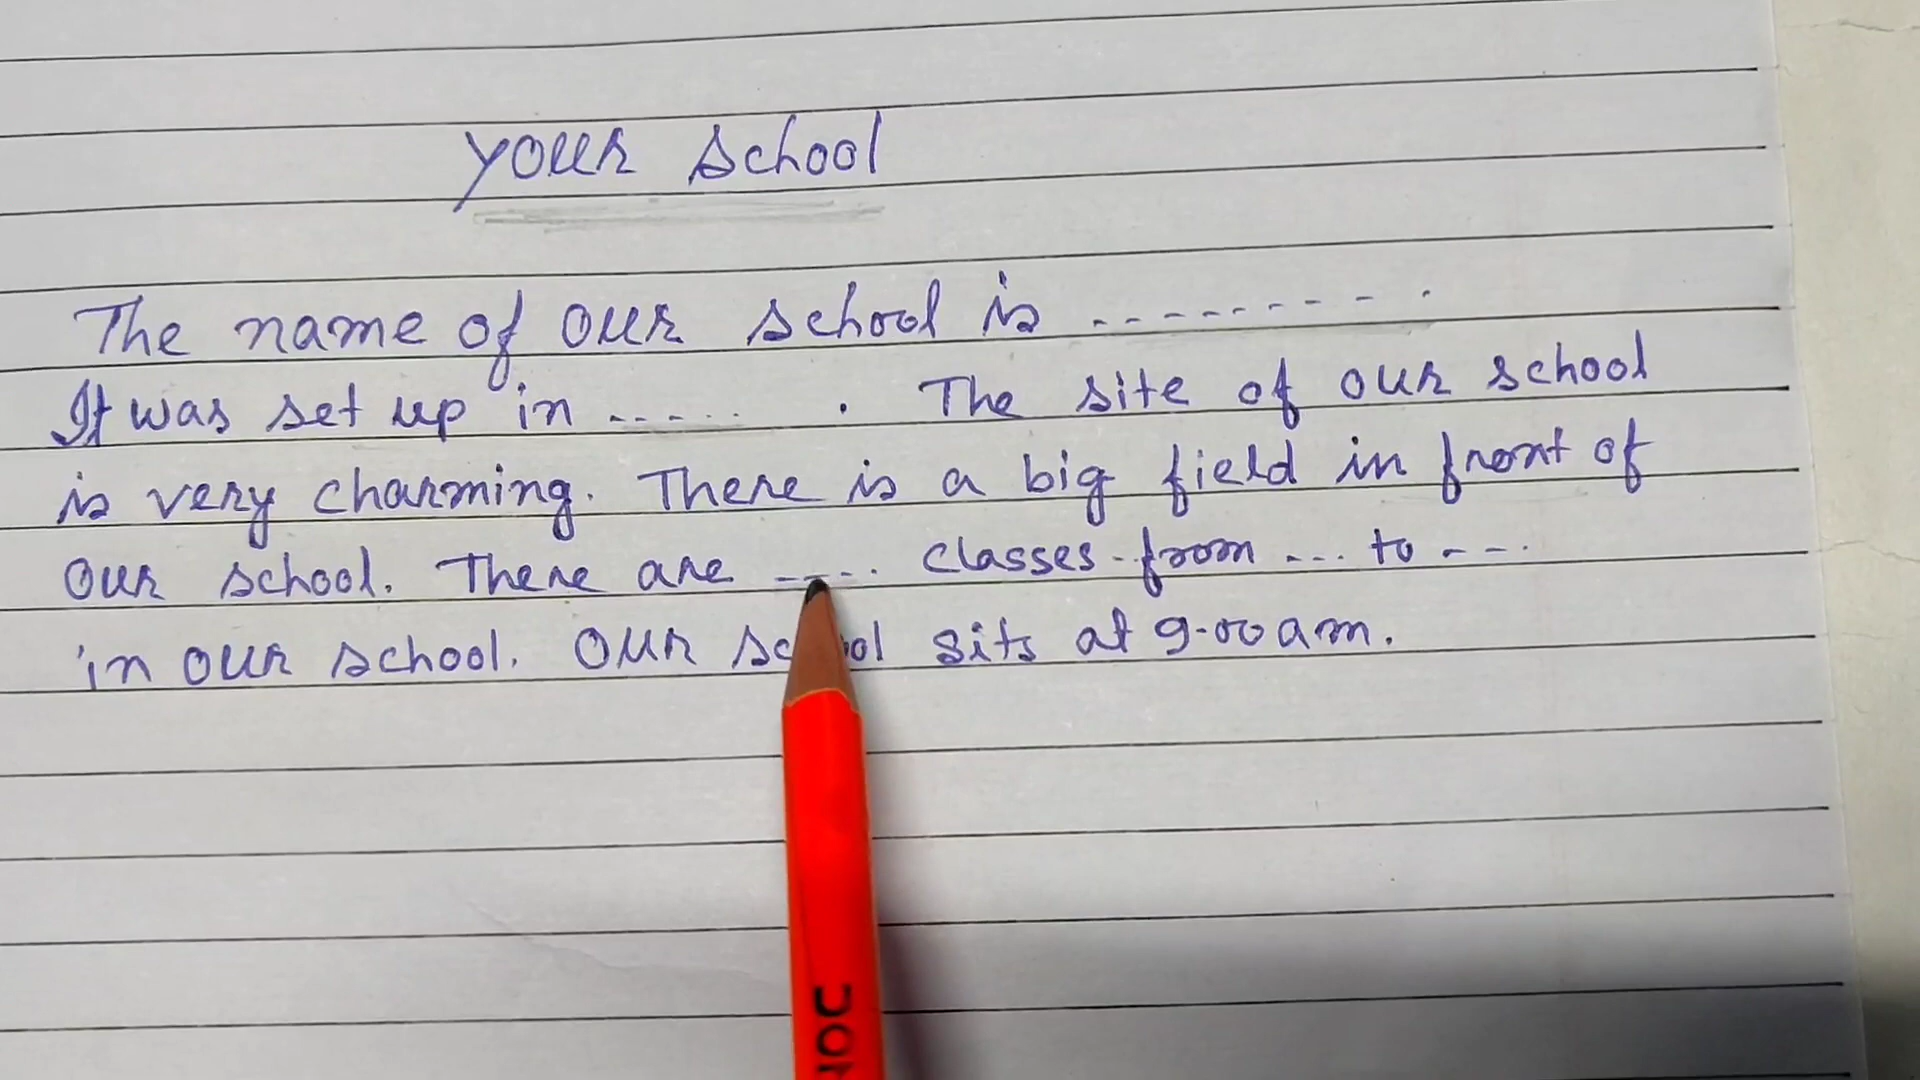 Your school
The name of our school is --------.
It was set up in ------ . The site of our school
is very charming. There is a big field in front of
our school. There are ----. classes from ... to ---.
in our school. Our school sits at 9-00 am.